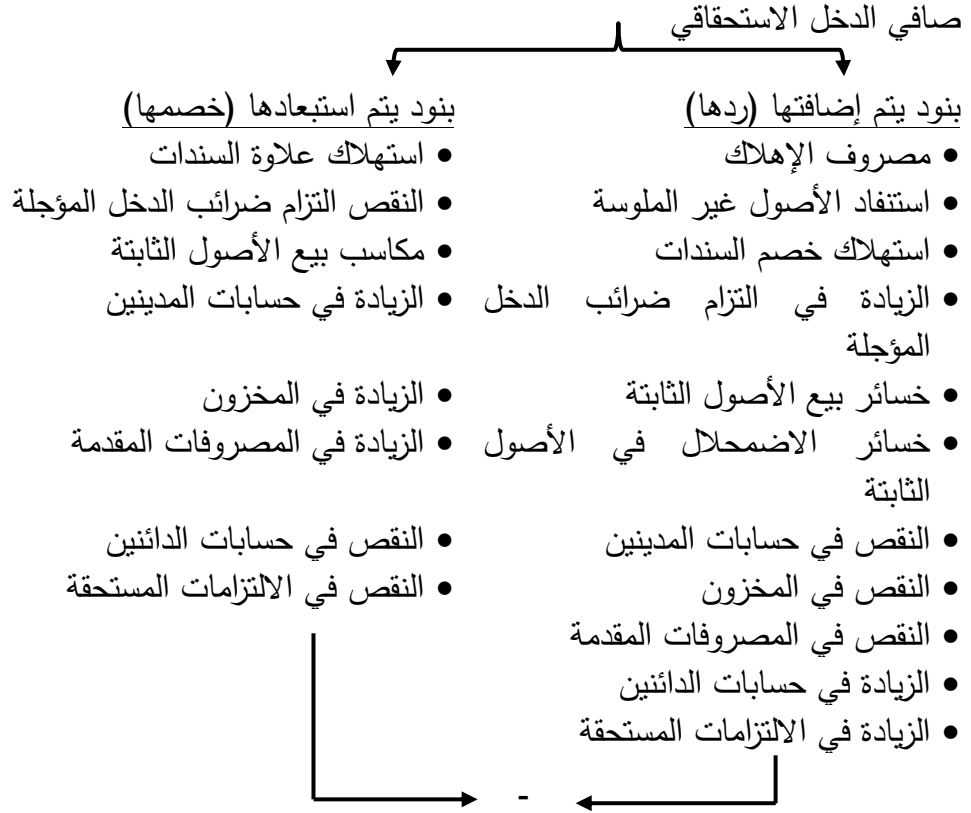 صافي الدخل الاستحقاقي
بنود يتم إضافتها (ردها)
• مصروف الإهلاك
• استنفاد الأصول غير الملوسة
• استهلاك خصم السندات
• الزيادة في التزام ضرائب الدخل
المؤجلة
• خسائر بيع الأصول الثابتة
• خسائر الاضمحلال في الأصول
الثابتة
• النقص في حسابات المدينين
• النقص في المخزون
• النقص في المصروفات المقدمة
• الزيادة في حسابات الدائنين
• الزيادة في الالتزامات المستحقة
بنود يتم استبعادها (خصمها)
• استهلاك علاوة السندات
• النقص التزام ضرائب الدخل المؤجلة
• مكاسب بيع الأصول الثابتة
• الزيادة في حسابات المدينين
• الزيادة في المخزون
• الزيادة في المصروفات المقدمة
• النقص في حسابات الدائنين
• النقص في الالتزامات المستحقة
-